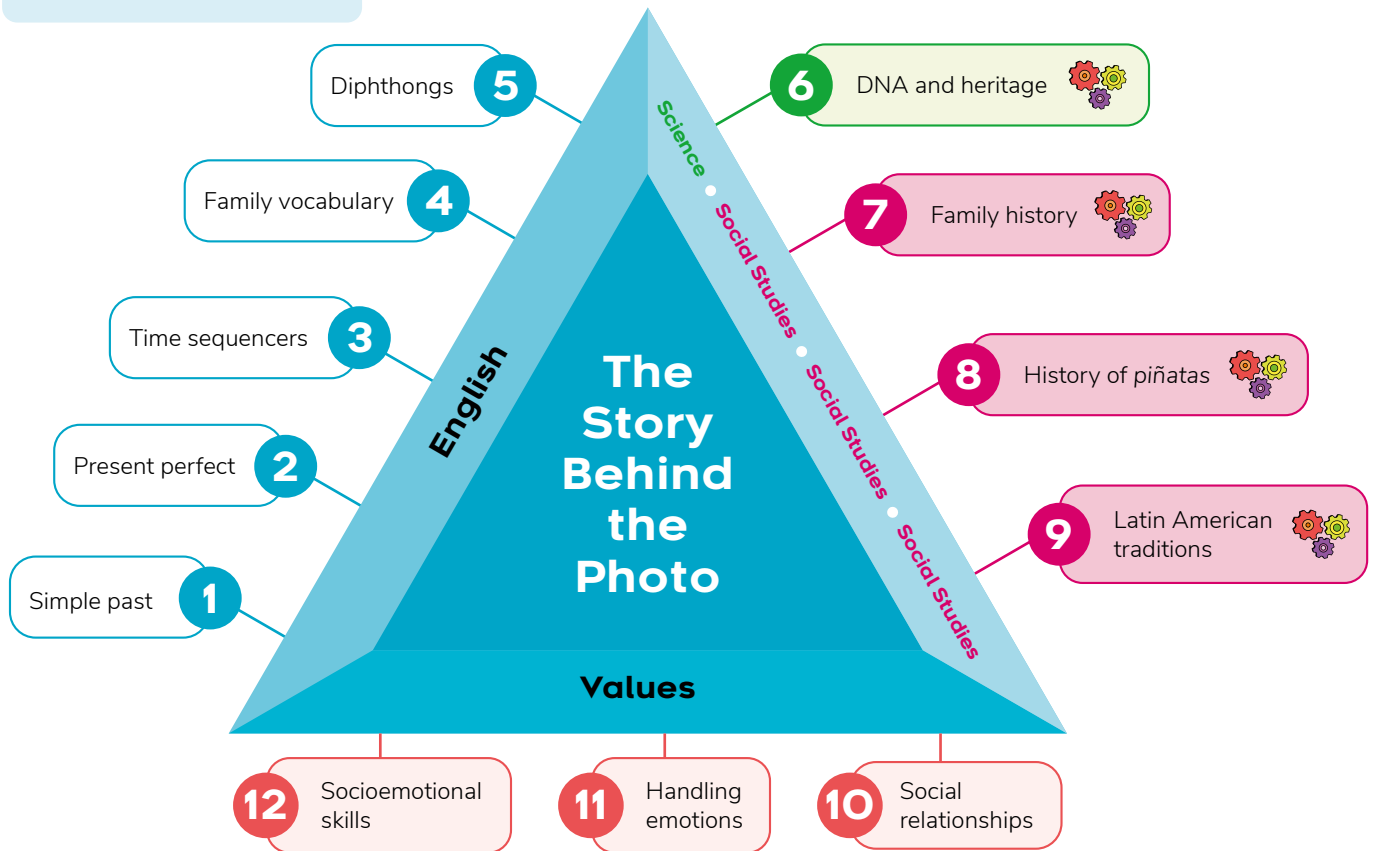 Diphthongs 5
Family vocabulary 4
Time sequencers 3
Present perfect 2
Simple past 1
English
The
Story
Behind
the
Photo
Science • Social Studies • Social Studies • Social Studies
6 DNA and heritage
7 Family history
8 History of piñatas
9 Latin American
traditions
Values
12 Socioemotional
skills
11 Handling
emotions
10 Social
relationships